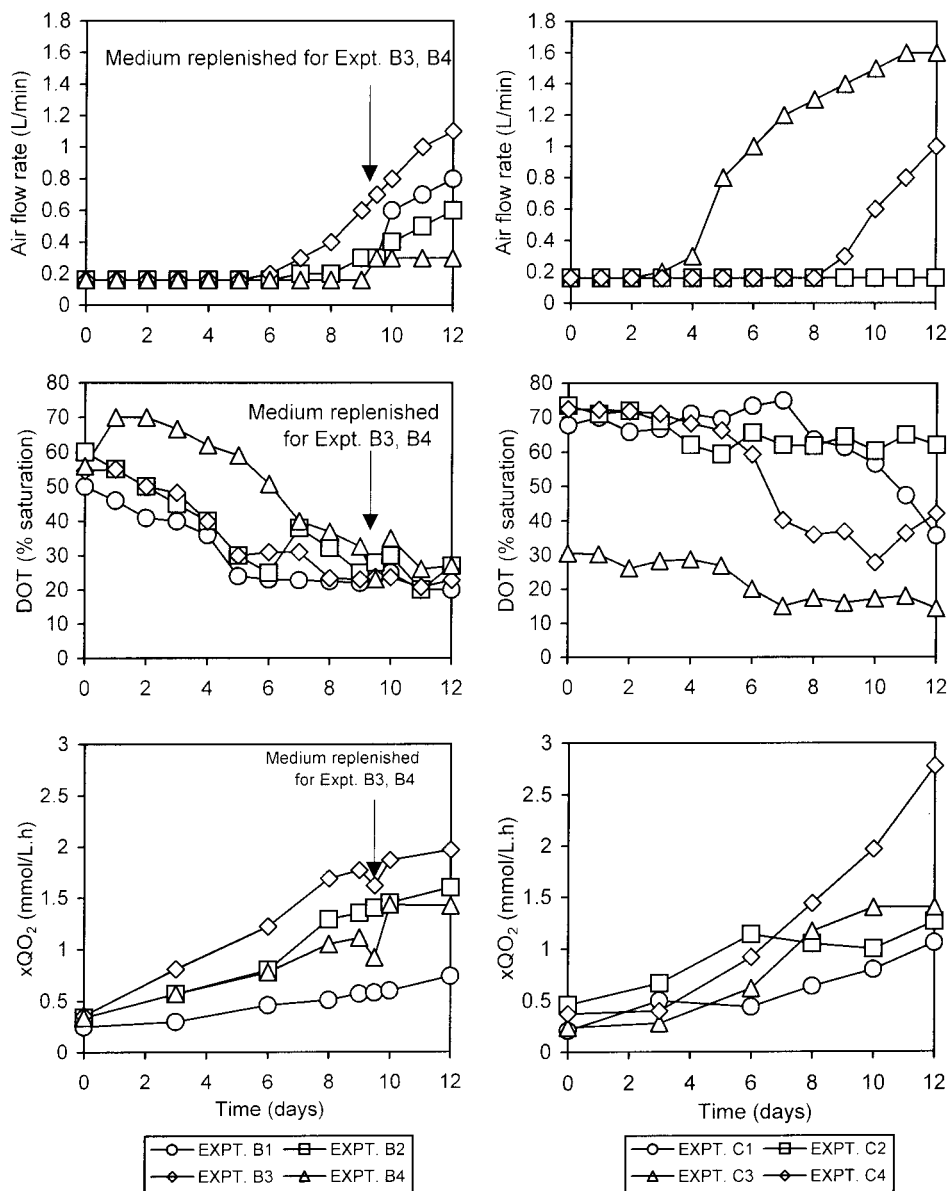 Medium replenished for Expt. B3, B4
Air flow rate (L/min)
1.8
1.6
1.4
1.2
1
0.8
0.6
0.4
0.2
0
0 2 4 6 8 10 12
Air flow rate (L/min)
1.8
1.6
1.4
1.2
1.0
0.8
0.6
0.4
0.2
0
0 2 4 6 8 10 12
Medium replenished
for Expt. B3, B4
DOT (% saturation)
80
70
60
50
40
30
20
10
0
0 2 4 6 8 10 12
DOT (% saturation)
80
70
60
50
40
30
20
10
0
0 2 4 6 8 10 12
Medium replenished
for Expt. B3, B4
xQO₂ (mmol/L.h)
3
2.5
2
1.5
1
0.5
0
0 2 4 6 8 10 12
Time (days)
xQO₂ (mmol/L.h)
3
2.5
2
1.5
1
0.5
0
0 2 4 6 8 10 12
Time (days)
EXPT. B1 EXPT. B2
EXPT. B3 EXPT. B4
EXPT. C1 EXPT. C2
EXPT. C3 EXPT. C4